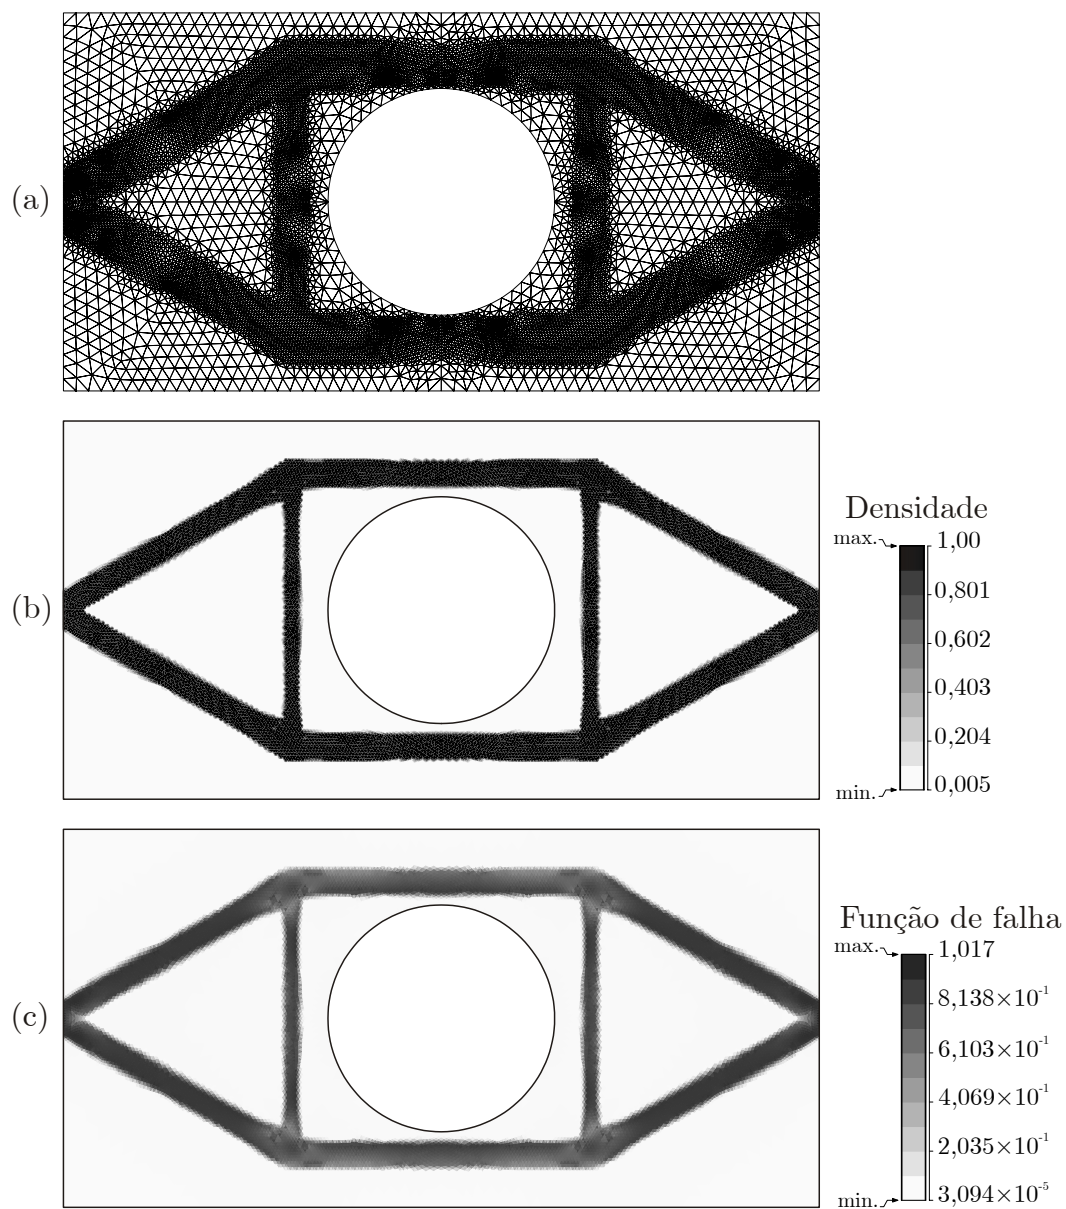 (a)
(b)
Densidade
max.
1,00
0,801
0,602
0,403
0,204
0,005
min.
(c)
Função de falha
max.
1,017
8,138×10⁻¹
6,103×10⁻¹
4,069×10⁻¹
2,035×10⁻¹
3,094×10⁻⁵
min.